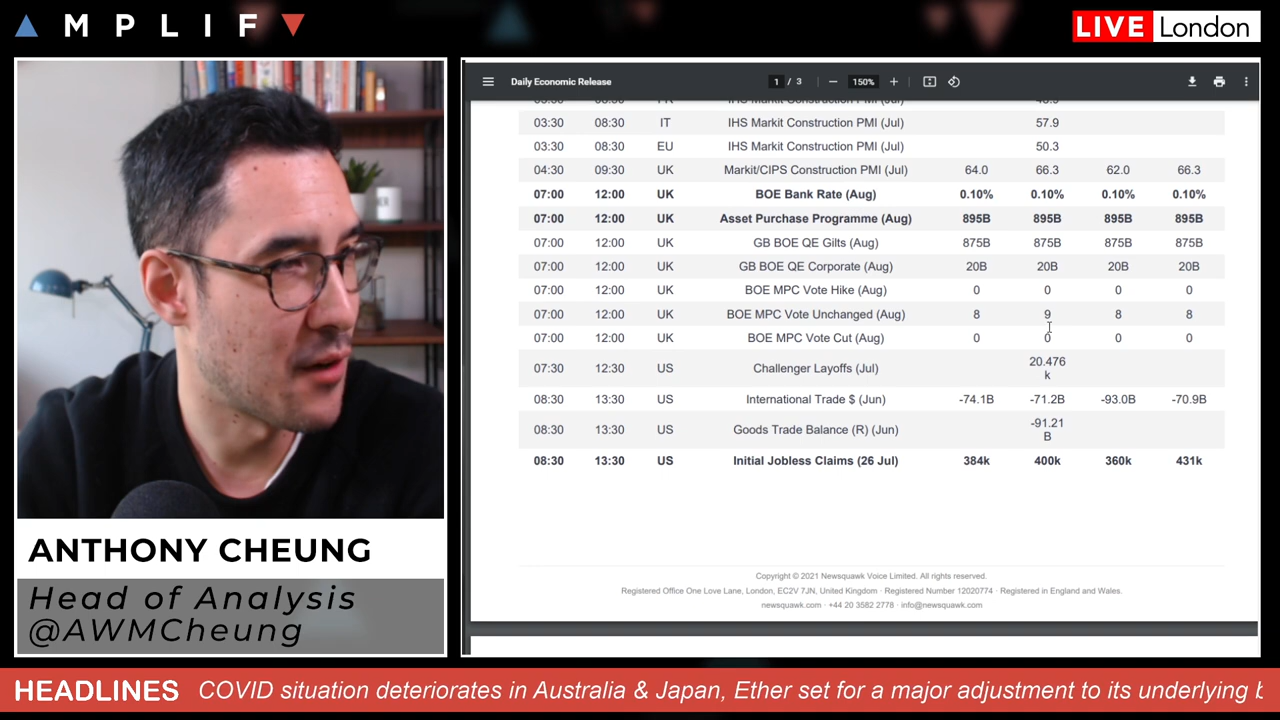 AMPLIFY
LIVE London
Daily Economic Release
1 / 3
150%
IHS Markit Construction PMI (Jul)
03:30 08:30 IT IHS Markit Construction PMI (Jul) 57.9
03:30 08:30 EU IHS Markit Construction PMI (Jul) 50.3
04:30 09:30 UK Markit/CIPS Construction PMI (Jul) 64.0 66.3 62.0 66.3
07:00 12:00 UK BOE Bank Rate (Aug) 0.10% 0.10% 0.10% 0.10%
07:00 12:00 UK Asset Purchase Programme (Aug) 895B 895B 895B 895B
07:00 12:00 UK GB BOE QE Gilts (Aug) 875B 875B 875B 875B
07:00 12:00 UK GB BOE QE Corporate (Aug) 20B 20B 20B 20B
07:00 12:00 UK BOE MPC Vote Hike (Aug) 0 0 0 0
07:00 12:00 UK BOE MPC Vote Unchanged (Aug) 8 9 8 8
07:00 12:00 UK BOE MPC Vote Cut (Aug) 0 0 0 0
07:30 12:30 US Challenger Layoffs (Jul) 20.476
k
08:30 13:30 US International Trade $ (Jun) -74.1B -71.2B -93.0B -70.9B
08:30 13:30 US Goods Trade Balance (R) (Jun) -91.21
B
08:30 13:30 US Initial Jobless Claims (26 Jul) 384k 400k 360k 431k
Copyright © 2021 Newsquawk Voice Limited. All rights reserved.
Registered Office One Love Lane, London, EC2V 7JN, United Kingdom · Registered Number 12020774 · Registered in England and Wales.
newsquawk.com · +44 20 3582 2778 · info@newsquawk.com
ANTHONY CHEUNG
Head of Analysis
@AWMCheung
HEADLINES COVID situation deteriorates in Australia & Japan, Ether set for a major adjustment to its underlying